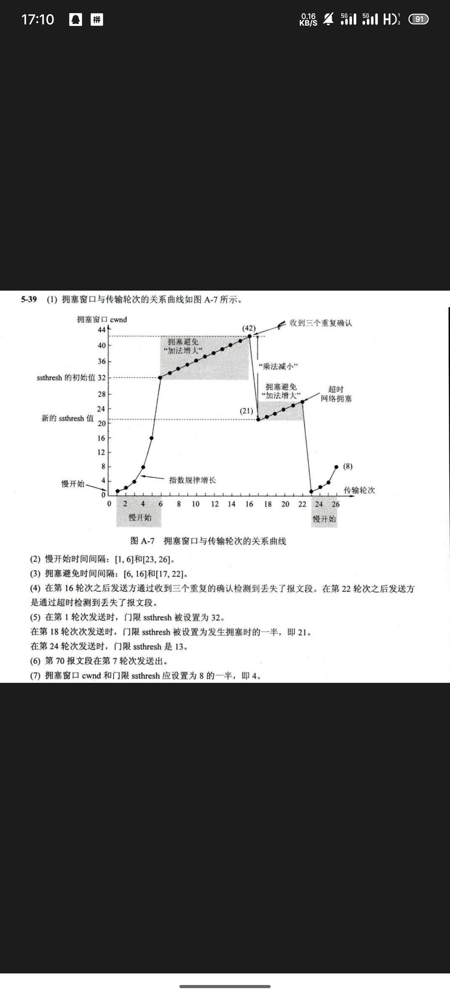 17:10
拼
0.16
KB/S
5G
5G
H
1
2
91
5-39 (1) 拥塞窗口与传输轮次的关系曲线如图 A-7 所示。
拥塞窗口 cwnd
44
40
36
ssthresh 的初始值 32
28
24
新的 ssthresh 值
20
16
12
8
4
0
慢开始
拥塞避免
“加法增大”
(42)
收到三个重复确认
“乘法减小”
拥塞避免
“加法增大”
超时
网络拥塞
(21)
(8)
指数规律增长
传输轮次
0 2 4 6 8 10 12 14 16 18 20 22 24 26
慢开始
慢开始
图 A-7 拥塞窗口与传输轮次的关系曲线
(2) 慢开始时间间隔：[1, 6]和[23, 26]。
(3) 拥塞避免时间间隔：[6, 16]和[17, 22]。
(4) 在第 16 轮次之后发送方通过收到三个重复的确认检测到丢失了报文段。在第 22 轮次之后发送方
是通过超时检测到丢失了报文段。
(5) 在第 1 轮次发送时，门限 ssthresh 被设置为 32。
在第 18 轮次次发送时，门限 ssthresh 被设置为发生拥塞时的一半，即 21。
在第 24 轮次发送时，门限 ssthresh 是 13。
(6) 第 70 报文段在第 7 轮次发送出。
(7) 拥塞窗口 cwnd 和门限 ssthresh 应设置为 8 的一半，即 4。